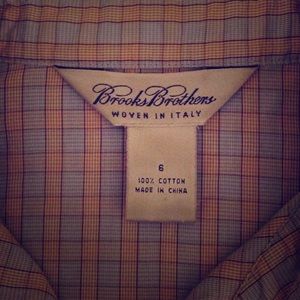 Brooks Brothers
WOVEN IN ITALY
6
100% COTTON
MADE IN CHINA